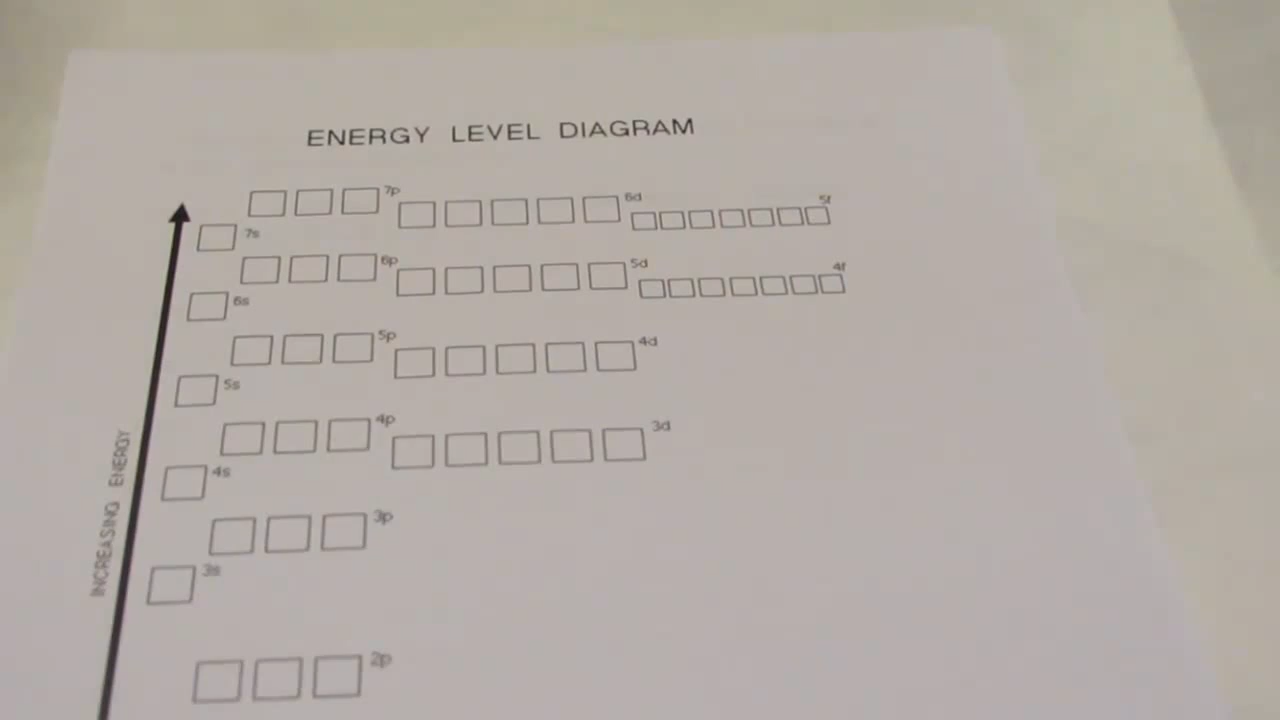 ENERGY LEVEL DIAGRAM
7p
6d
5f
7s
6p
5d
4f
6s
5p
4d
5s
4p
3d
4s
3p
3s
2p
INCREASING ENERGY